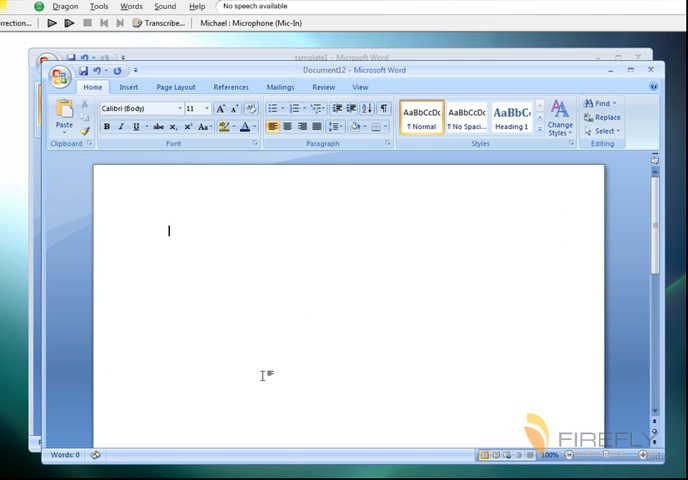 Dragon Tools Words Sound Help No speech available
Transcribe... Michael : Microphone (Mic-In)
template1 - Microsoft Word
Document12 - Microsoft Word
Home Insert Page Layout References Mailings Review View
Calibri (Body) 11 AaBbCcDc AaBbCcDc AaBbC Find
Paste Replace
¶ Normal ¶ No Spaci... Heading 1 Change Styles Select
Clipboard Font Paragraph Styles Editing
FIREFLY
Words: 0 100%